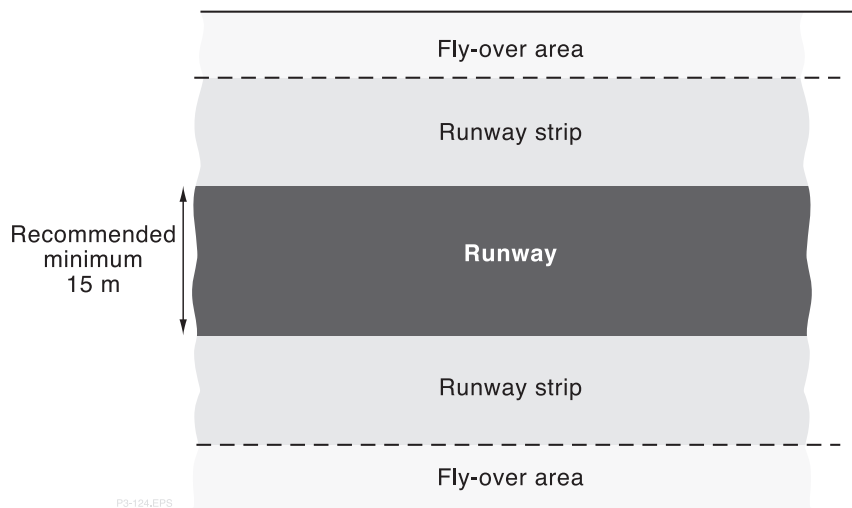 Fly-over area
Runway strip
Recommended
minimum
15 m
Runway
Runway strip
Fly-over area
P3-124.EPS